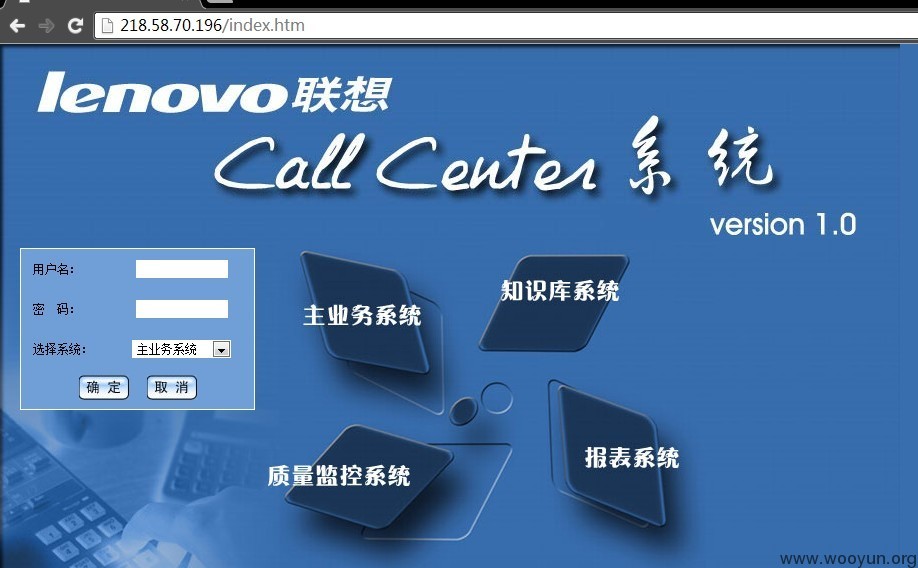 218.58.70.196/index.htm
lenovo联想
Call Center 系统
version 1.0
用户名:
密 码:
选择系统:
主业务系统
确 定
取 消
主业务系统
知识库系统
质量监控系统
报表系统
www.wooyun.org